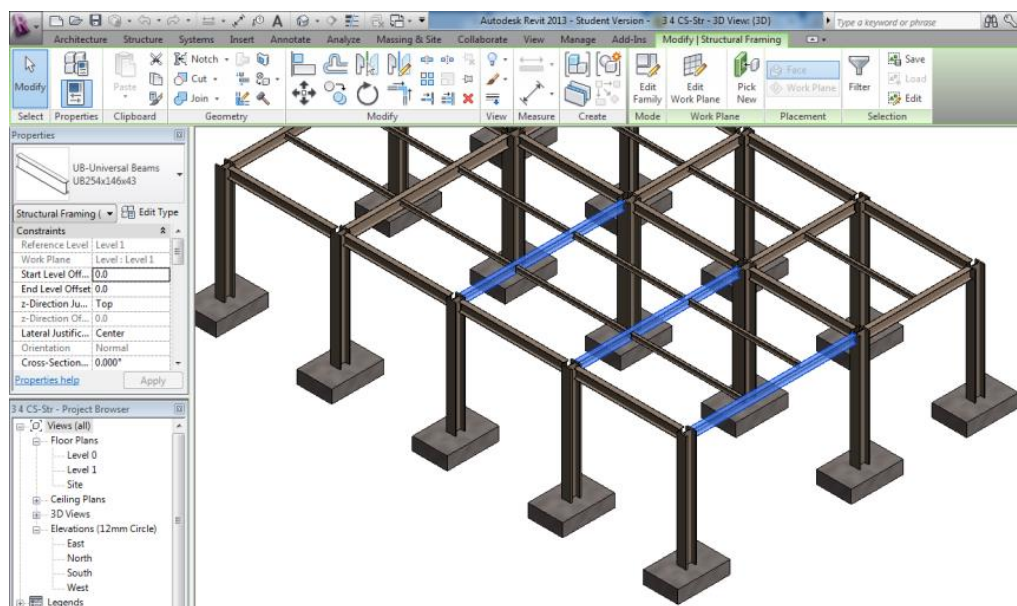 Autodesk Revit 2013 - Student Version - 3 4 CS-Str - 3D View: {3D}
Type a keyword or phrase
Architecture Structure Systems Insert Annotate Analyze Massing & Site Collaborate View Manage Add-Ins Modify | Structural Framing
Modify
Paste
Notch
Cut
Join
Edit Family
Edit Work Plane
Pick New
Face
Work Plane
Filter
Save
Load
Edit
Select Properties Clipboard Geometry Modify View Measure Create Mode Work Plane Placement Selection
Properties
UB-Universal Beams
UB254x146x43
Structural Framing ( Edit Type
Constraints
Reference Level Level 1
Work Plane Level : Level 1
Start Level Off... 0.0
End Level Offset 0.0
z-Direction Ju... Top
z-Direction Of... 0.0
Lateral Justific... Center
Orientation Normal
Cross-Section... 0.000°
Properties help Apply
3 4 CS-Str - Project Browser
Views (all)
Floor Plans
Level 0
Level 1
Site
Ceiling Plans
3D Views
Elevations (12mm Circle)
East
North
South
West
Legends